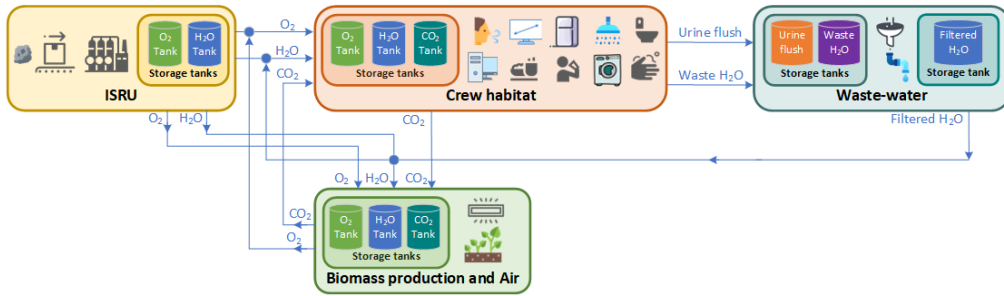 O₂
Tank
H₂O
Tank
Storage tanks
ISRU
O₂
H₂O
CO₂
O₂
Tank
H₂O
Tank
CO₂
Tank
Storage tanks
Crew habitat
Urine flush
Waste H₂O
Urine
flush
Waste
H₂O
Storage tanks
Filtered
H₂O
Storage tank
Waste-water
O₂
H₂O
CO₂
Filtered H₂O
O₂
H₂O
CO₂
CO₂
O₂
O₂
Tank
H₂O
Tank
CO₂
Tank
Storage tanks
Biomass production and Air